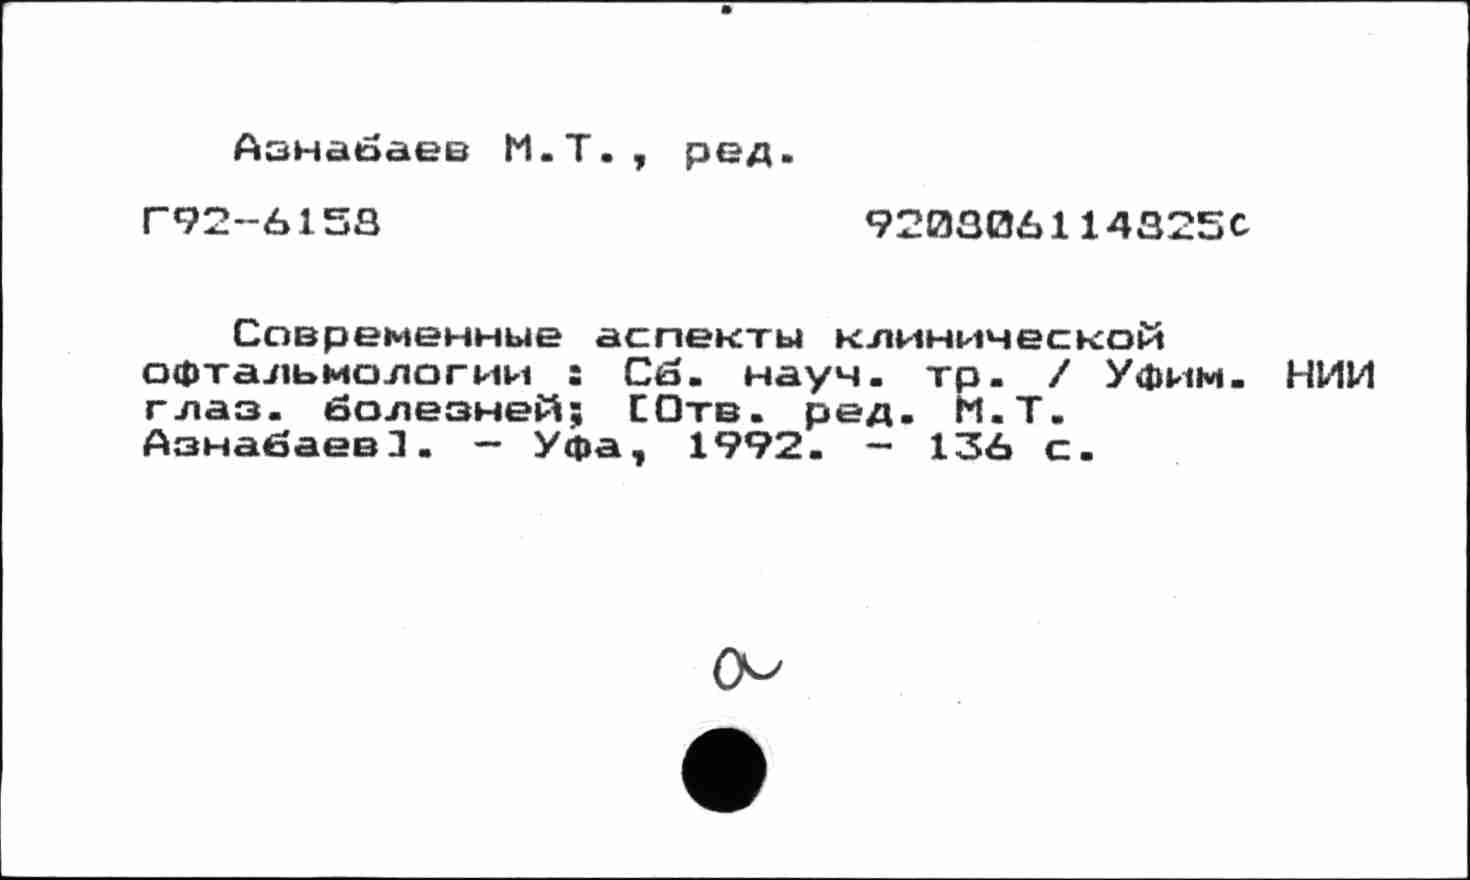 Азнабаев М.Т., ред.
Г92-6158 920806114825с
Современные аспекты клинической
офтальмологии : Сб. науч. тр. / Уфим. НИИ
глаз. болезней; [Отв. ред. М.Т.
Азнабаев]. - Уфа, 1992. - 136 с.
а